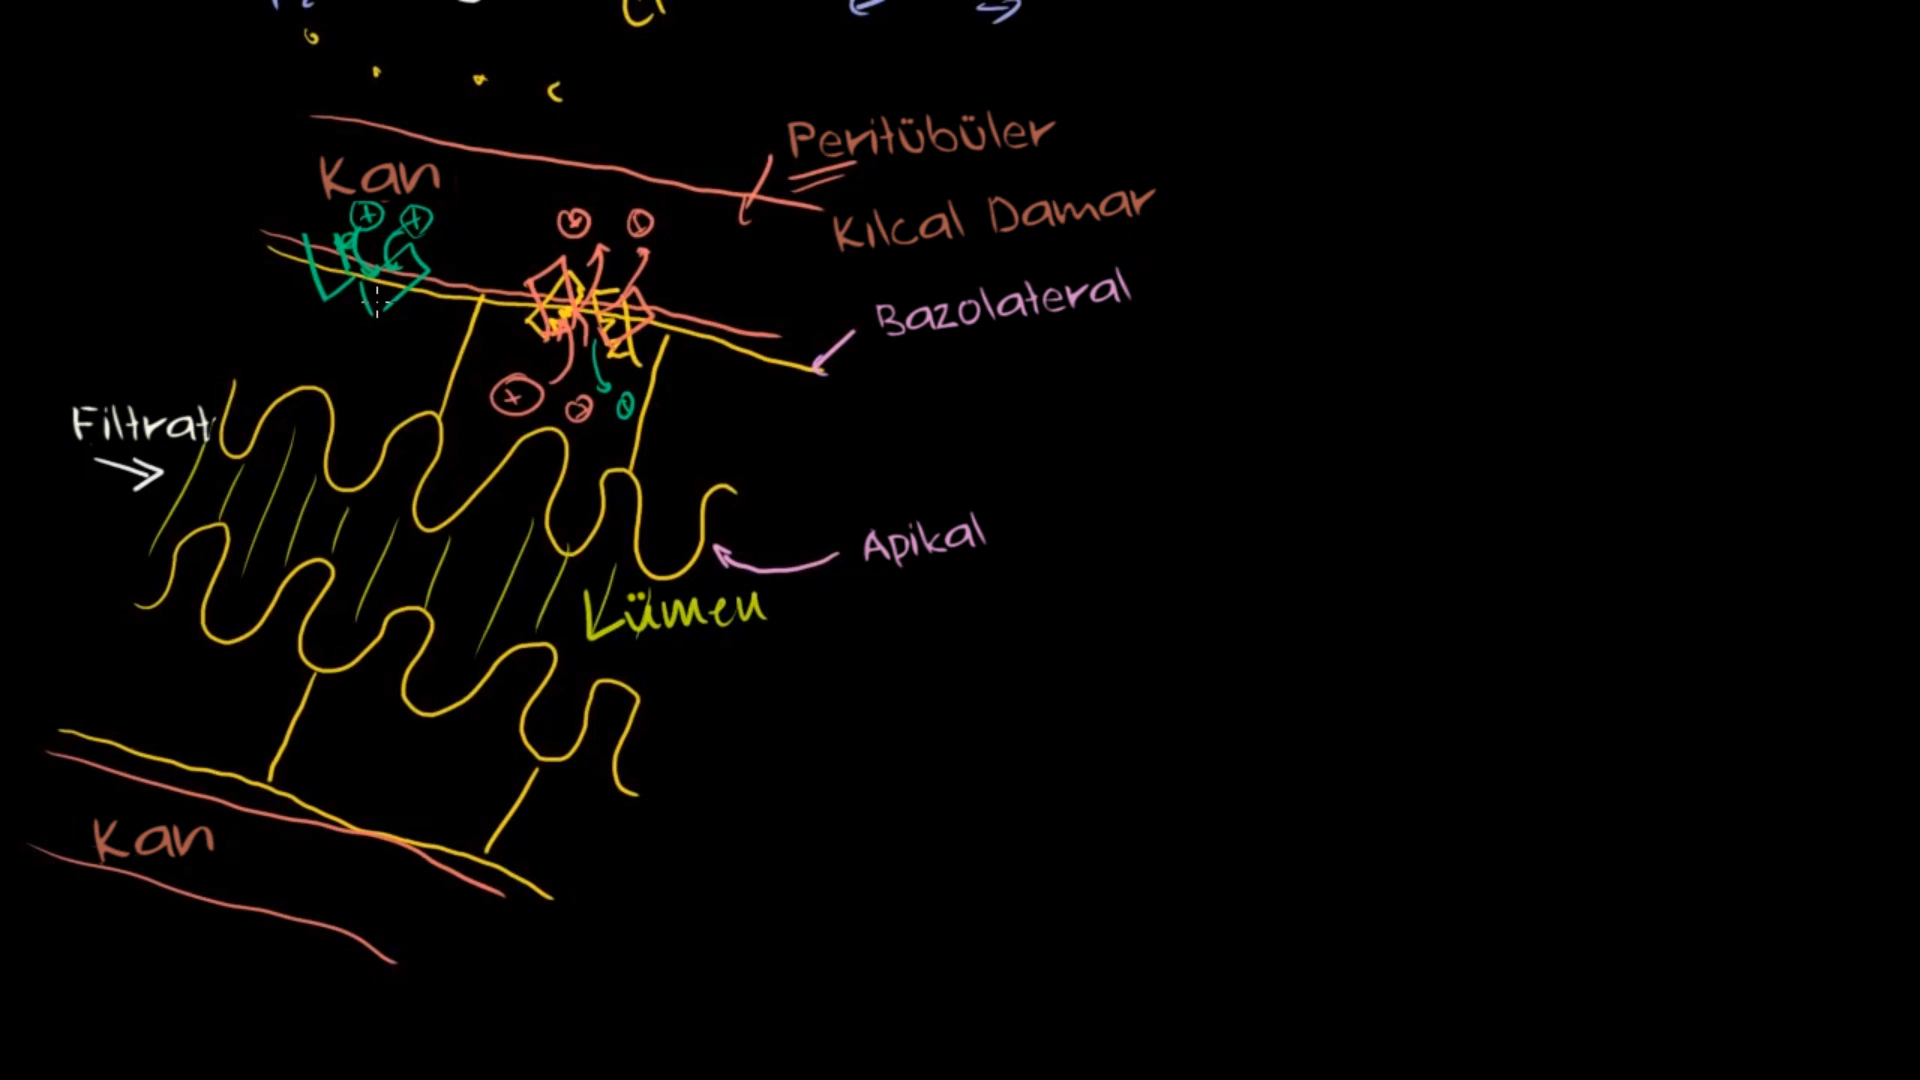 Peritübüler
Kan
Kılcal Damar
Bazolateral
Filtrat
Apikal
Lümen
Kan